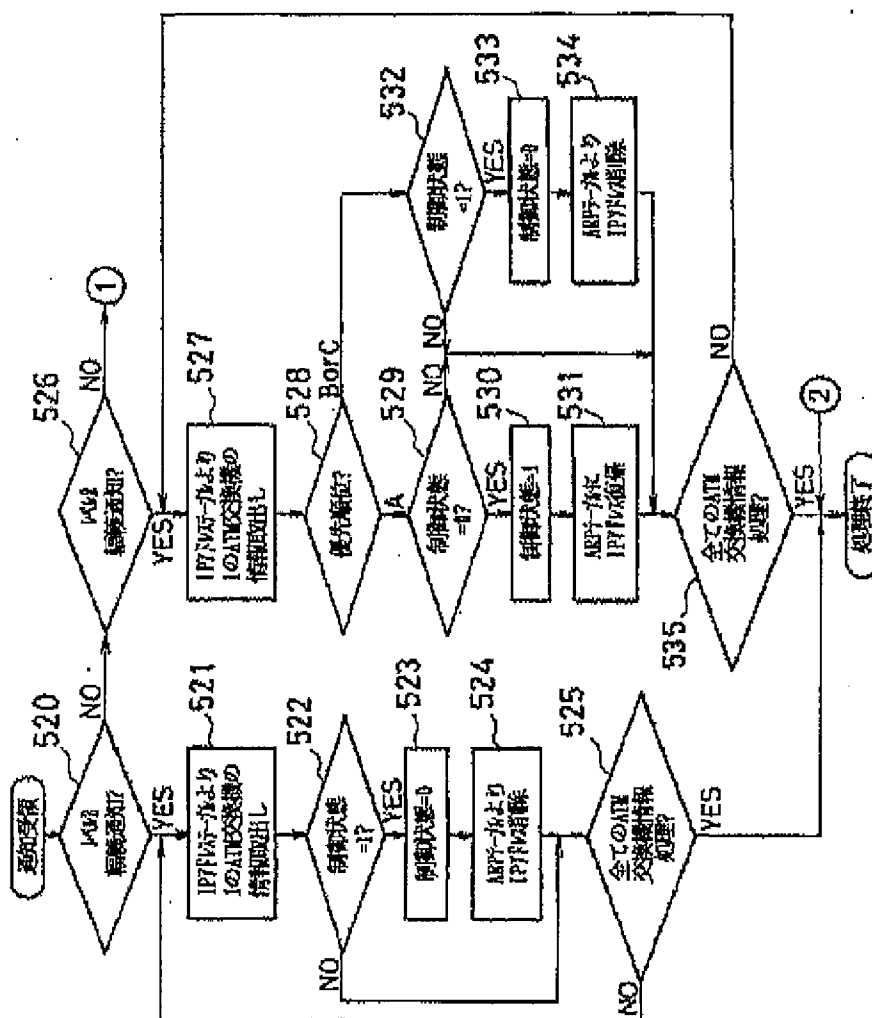 通知受領
520
輻輳通知?
NO
YES
521
IPアドレステーブルより
1のATM交換機の
情報取出し
522
制御状態
=1?
NO
YES
523
制御状態=0
524
ARPテーブルより
IPアドレス削除
525
全てのATM
交換機情報
処理?
NO
YES
526
輻輳通知?
NO
1
YES
527
IPアドレステーブルより
1のATM交換機の
情報取出し
528
優先順位?
BorC
A
529
制御状態
=0?
NO
YES
530
制御状態=1
531
ARPテーブルに
IPアドレス復帰
532
制御状態
=1?
NO
YES
533
制御状態=0
534
ARPテーブルより
IPアドレス削除
535
全てのATM
交換機情報
処理?
NO
YES
2
処理終了